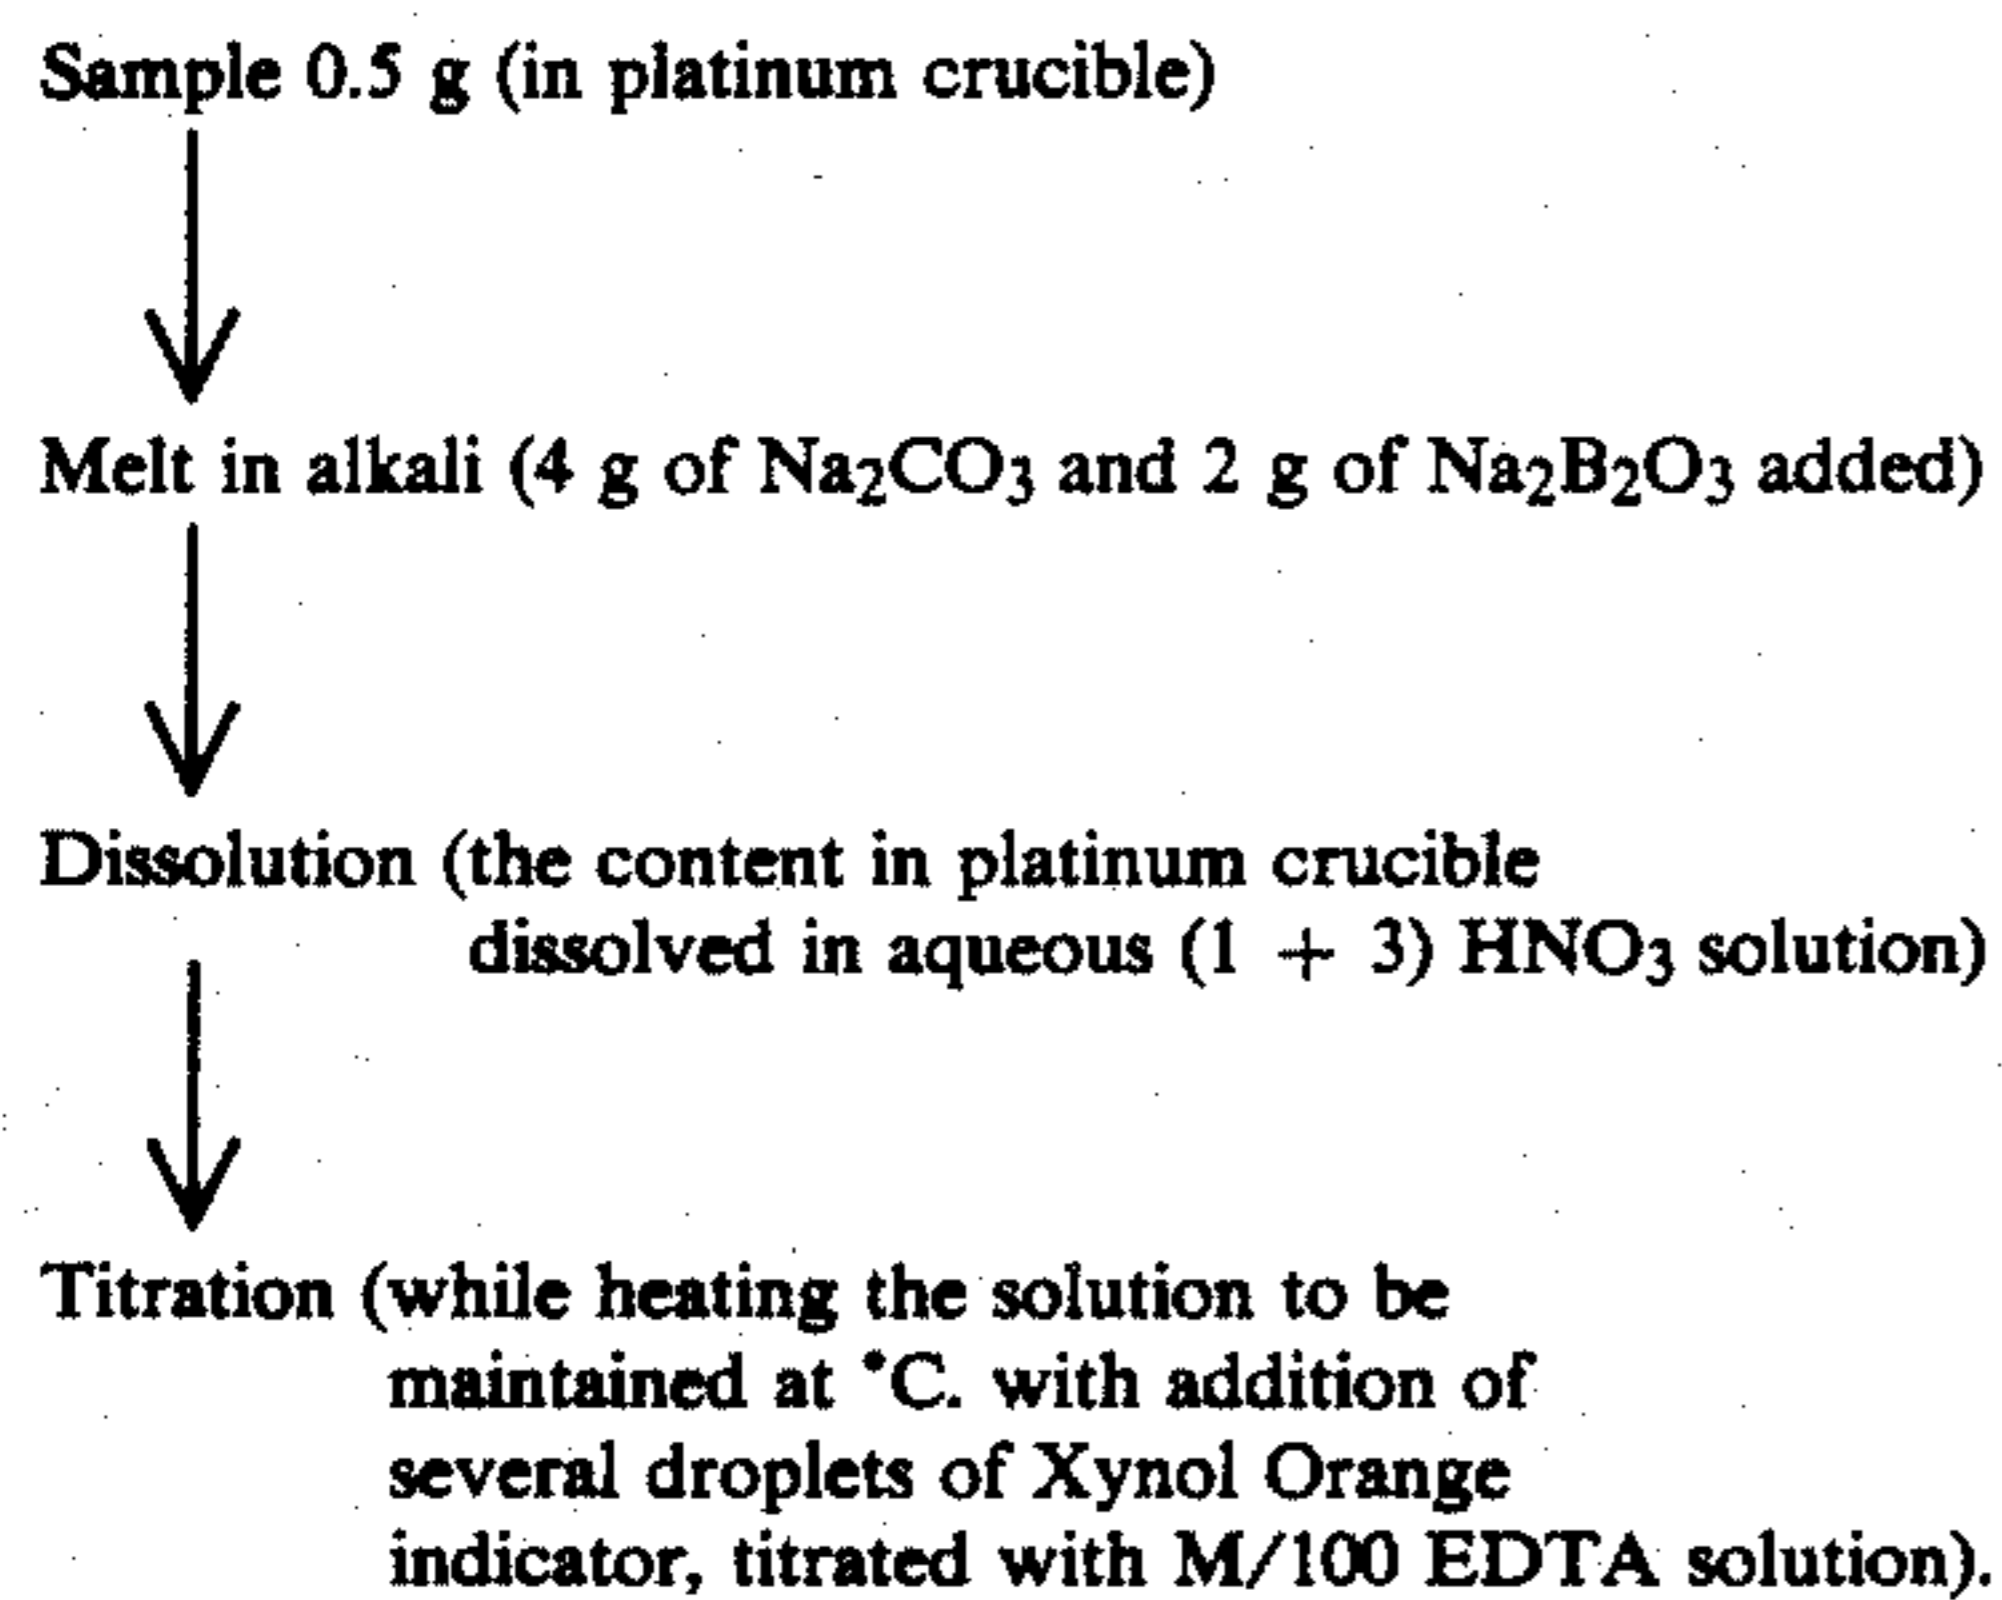 Sample 0.5 g (in platinum crucible)
Melt in alkali (4 g of Na₂CO₃ and 2 g of Na₂B₂O₃ added)
Dissolution (the content in platinum crucible
dissolved in aqueous (1 + 3) HNO₃ solution)
Titration (while heating the solution to be
maintained at °C. with addition of
several droplets of Xynol Orange
indicator, titrated with M/100 EDTA solution).